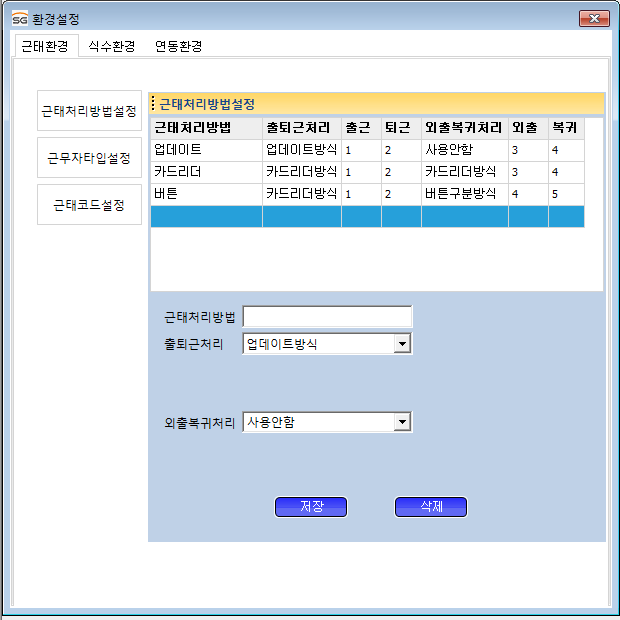 SG 환경설정
근태환경 식수환경 연동환경
근태처리방법설정
근무자타입설정
근태코드설정
근태처리방법설정
근태처리방법 출퇴근처리 출근 퇴근 외출복귀처리 외출 복귀
업데이트 업데이트방식 1 2 사용안함 3 4
카드리더 카드리더방식 1 2 카드리더방식 3 4
버튼 카드리더방식 1 2 버튼구분방식 4 5
근태처리방법
출퇴근처리 업데이트방식
외출복귀처리 사용안함
저장 삭제